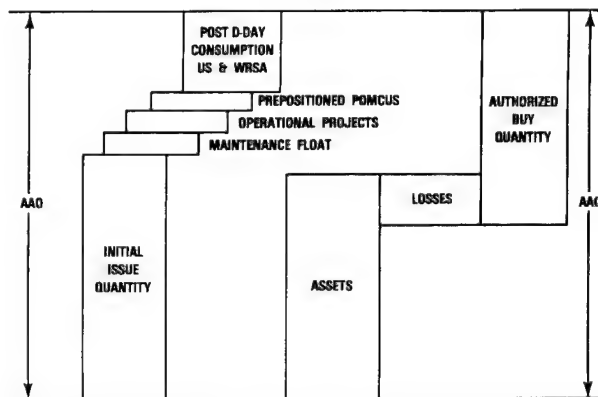 POST D-DAY
CONSUMPTION
US & WRSA
PREPOSITIONED POMCUS
OPERATIONAL PROJECTS
MAINTENANCE FLOAT
AUTHORIZED
BUY
QUANTITY
AAO
AAO
LOSSES
INITIAL
ISSUE
QUANTITY
ASSETS